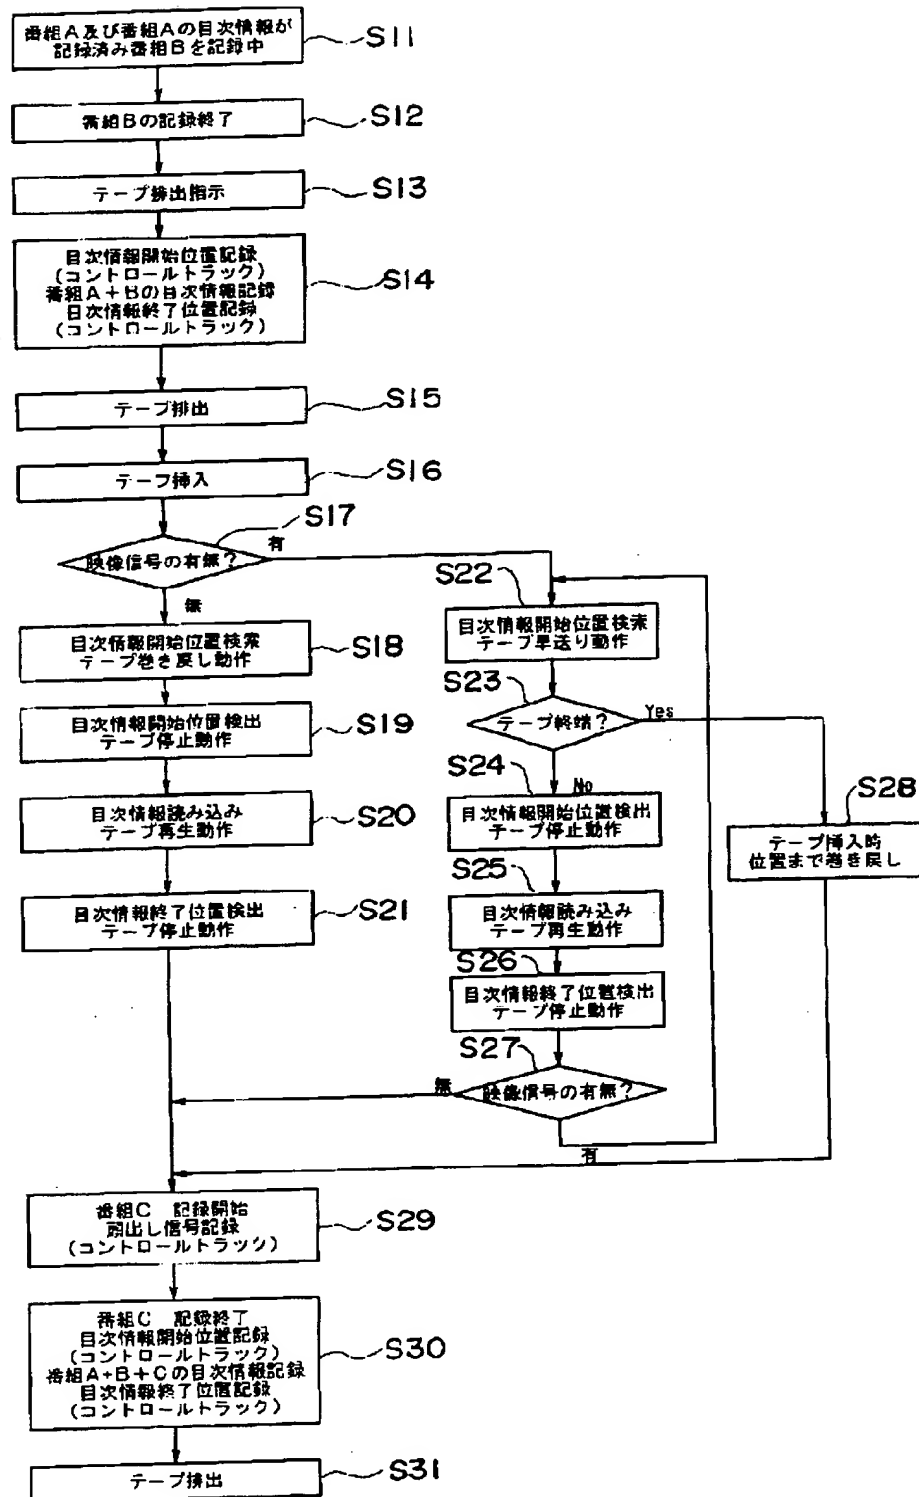 番組A及び番組Aの目次情報が
記録済み番組Bを記録中
S11
番組Bの記録終了
S12
テープ排出指示
S13
目次情報開始位置記録
(コントロールトラック)
番組A+Bの目次情報記録
目次情報終了位置記録
(コントロールトラック)
S14
テープ排出
S15
テープ挿入
S16
S17
映像信号の有無?
有
無
目次情報開始位置検索
テープ巻き戻し動作
S18
目次情報開始位置検出
テープ停止動作
S19
目次情報読み込み
テープ再生動作
S20
目次情報終了位置検出
テープ停止動作
S21
S22
目次情報開始位置検索
テープ早送り動作
S23
テープ終端?
Yes
No
S24
目次情報開始位置検出
テープ停止動作
S25
目次情報読み込み
テープ再生動作
S26
目次情報終了位置検出
テープ停止動作
S27
映像信号の有無?
無
有
S28
テープ挿入時
位置まで巻き戻し
番組C 記録開始
頭出し信号記録
(コントロールトラック)
S29
番組C 記録終了
目次情報開始位置記録
(コントロールトラック)
番組A+B+Cの目次情報記録
目次情報終了位置記録
(コントロールトラック)
S30
テープ排出
S31